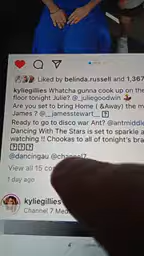 Liked by belinda.russell and 1,367
kyliegillies Whatcha gunna cook up on the
floor tonight Julie? @_juliegoodwin
Are you set to bring Home ( &Away) the m
James ? @__jamesstewart__
Ready to go to disco war Ant? @antmiddle
Dancing With The Stars is set to sparkle a
watching !! Chookas to all of tonight's bra
@dancingau @channel7
View all 15 co
1 day ago
kyliegillies
Channel 7 Med